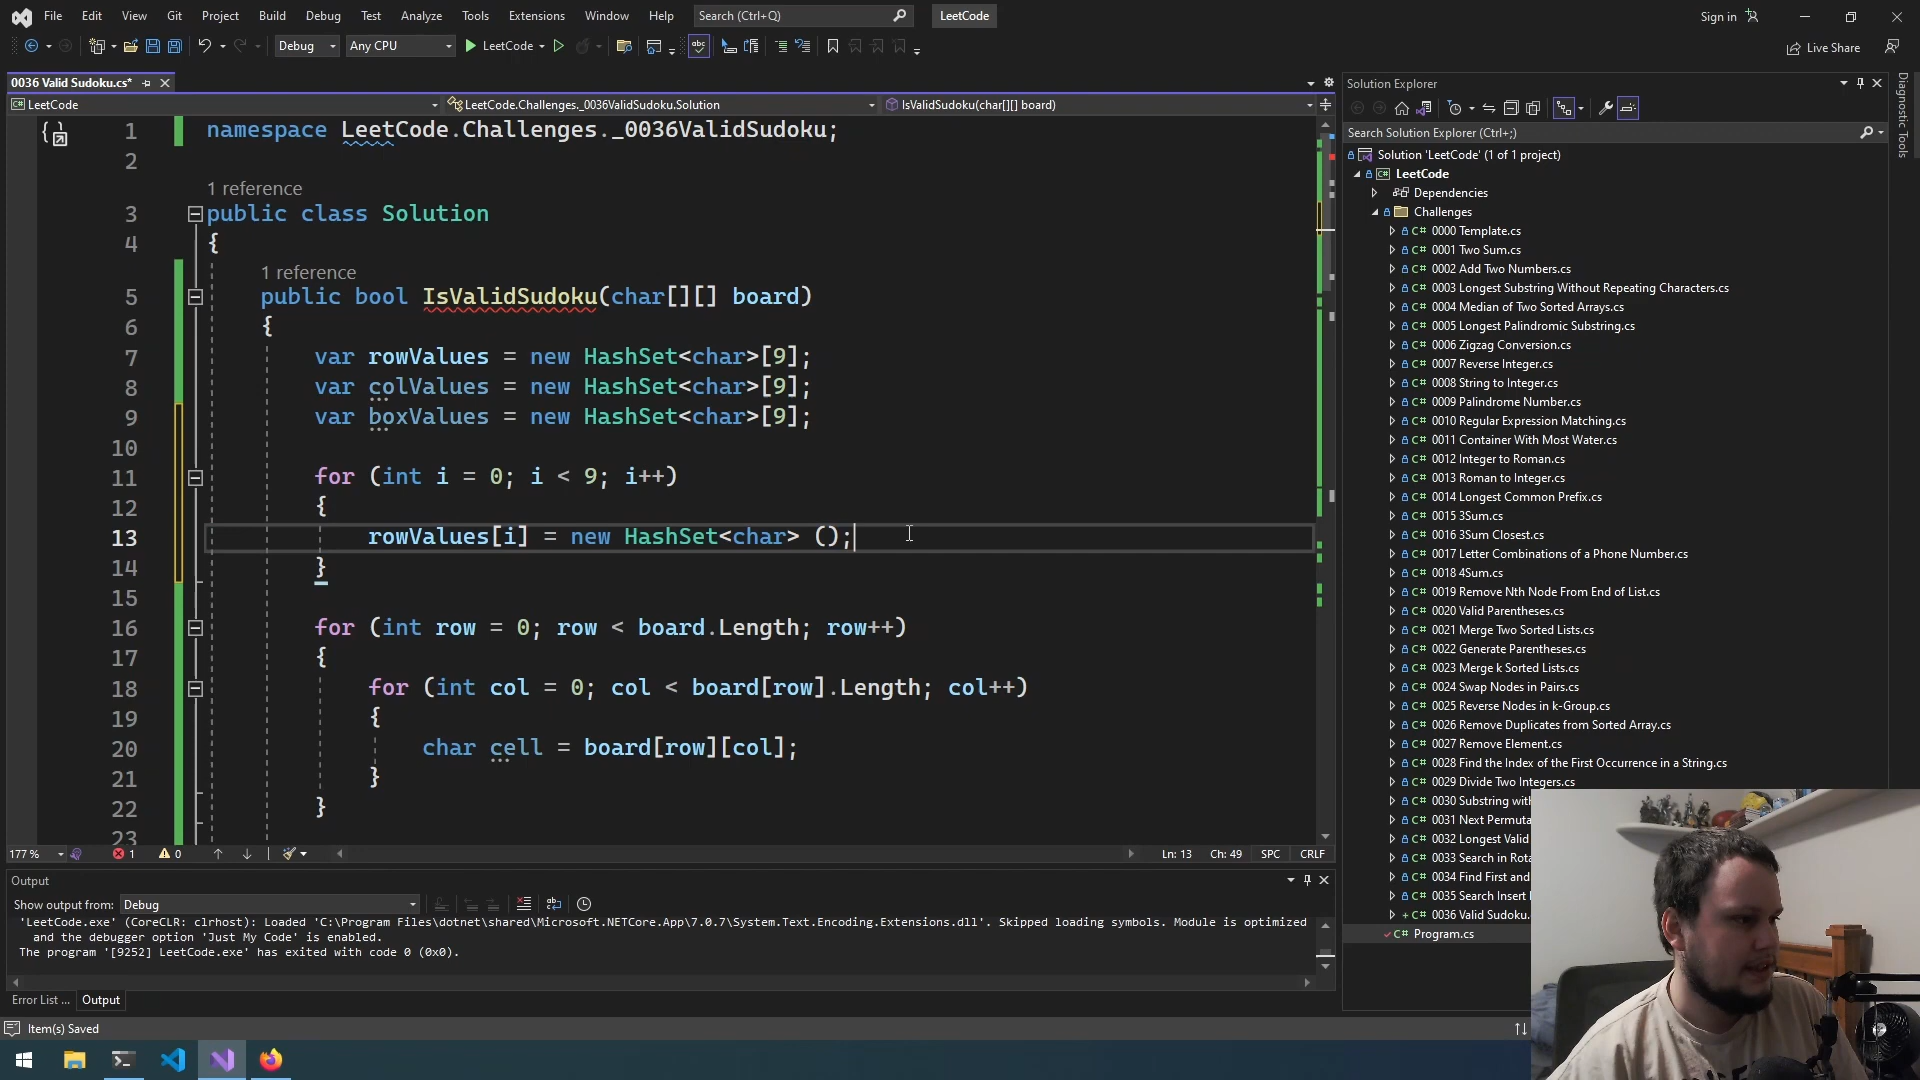 File Edit View Git Project Build Debug Test Analyze Tools Extensions Window Help Search (Ctrl+Q) LeetCode Sign in
Debug Any CPU LeetCode Live Share
0036 Valid Sudoku.cs*
LeetCode LeetCode.Challenges._0036ValidSudoku.Solution IsValidSudoku(char[][] board)
1 namespace LeetCode.Challenges._0036ValidSudoku;
2
1 reference
3 public class Solution
4 {
1 reference
5 public bool IsValidSudoku(char[][] board)
6 {
7 var rowValues = new HashSet<char>[9];
8 var colValues = new HashSet<char>[9];
9 var boxValues = new HashSet<char>[9];
10
11 for (int i = 0; i < 9; i++)
12 {
13 rowValues[i] = new HashSet<char> ();
14 }
15
16 for (int row = 0; row < board.Length; row++)
17 {
18 for (int col = 0; col < board[row].Length; col++)
19 {
20 char cell = board[row][col];
21 }
22 }
23
177 % 1 0 Ln: 13 Ch: 49 SPC CRLF
Output
Show output from: Debug
'LeetCode.exe' (CoreCLR: clrhost): Loaded 'C:\Program Files\dotnet\shared\Microsoft.NETCore.App\7.0.7\System.Text.Encoding.Extensions.dll'. Skipped loading symbols. Module is optimized
and the debugger option 'Just My Code' is enabled.
The program '[9252] LeetCode.exe' has exited with code 0 (0x0).
Error List ... Output
Item(s) Saved
Solution Explorer
Search Solution Explorer (Ctrl+;)
Solution 'LeetCode' (1 of 1 project)
C# LeetCode
Dependencies
Challenges
C# 0000 Template.cs
C# 0001 Two Sum.cs
C# 0002 Add Two Numbers.cs
C# 0003 Longest Substring Without Repeating Characters.cs
C# 0004 Median of Two Sorted Arrays.cs
C# 0005 Longest Palindromic Substring.cs
C# 0006 Zigzag Conversion.cs
C# 0007 Reverse Integer.cs
C# 0008 String to Integer.cs
C# 0009 Palindrome Number.cs
C# 0010 Regular Expression Matching.cs
C# 0011 Container With Most Water.cs
C# 0012 Integer to Roman.cs
C# 0013 Roman to Integer.cs
C# 0014 Longest Common Prefix.cs
C# 0015 3Sum.cs
C# 0016 3Sum Closest.cs
C# 0017 Letter Combinations of a Phone Number.cs
C# 0018 4Sum.cs
C# 0019 Remove Nth Node From End of List.cs
C# 0020 Valid Parentheses.cs
C# 0021 Merge Two Sorted Lists.cs
C# 0022 Generate Parentheses.cs
C# 0023 Merge k Sorted Lists.cs
C# 0024 Swap Nodes in Pairs.cs
C# 0025 Reverse Nodes in k-Group.cs
C# 0026 Remove Duplicates from Sorted Array.cs
C# 0027 Remove Element.cs
C# 0028 Find the Index of the First Occurrence in a String.cs
C# 0029 Divide Two Integers.cs
C# 0030 Substring wit
C# 0031 Next Permuta
C# 0032 Longest Valid
C# 0033 Search in Rota
C# 0034 Find First and
C# 0035 Search Insert
C# 0036 Valid Sudoku.
C# Program.cs
Diagnostic Tools